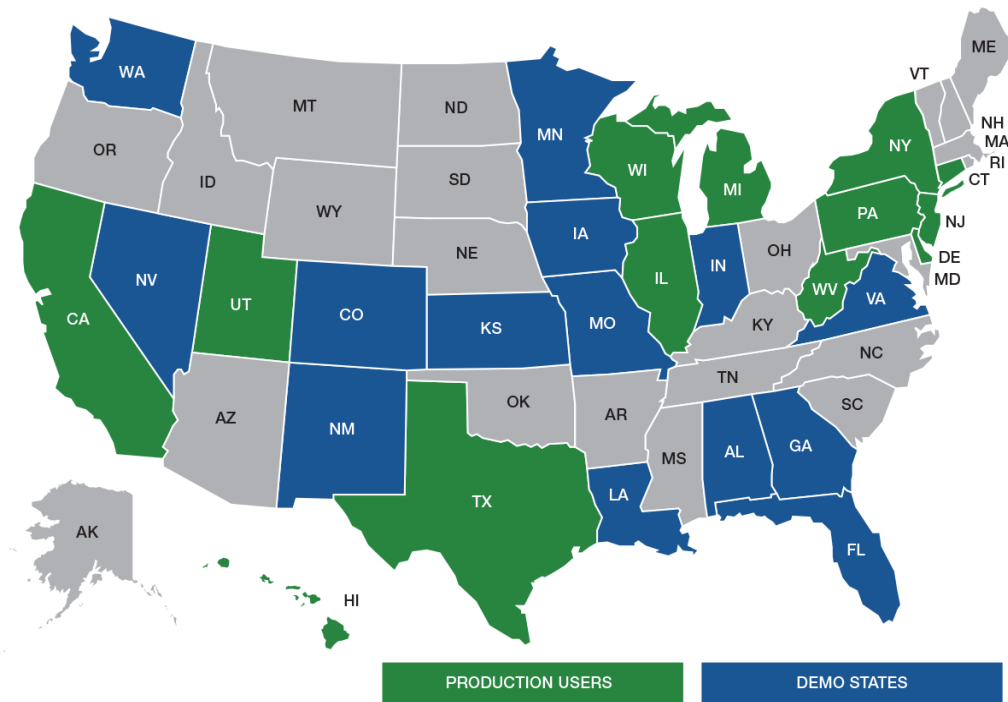 ME
VT
WA
MT
ND
MN
NH
MA
NY
OR
RI
WI
ID
SD
CT
MI
WY
PA
NJ
IA
NE
OH
DE
IN
NV
IL
MD
UT
WV
VA
CO
CA
KS
MO
KY
NC
TN
OK
SC
AZ
AR
NM
AL
GA
MS
LA
TX
AK
FL
HI
PRODUCTION USERS
DEMO STATES